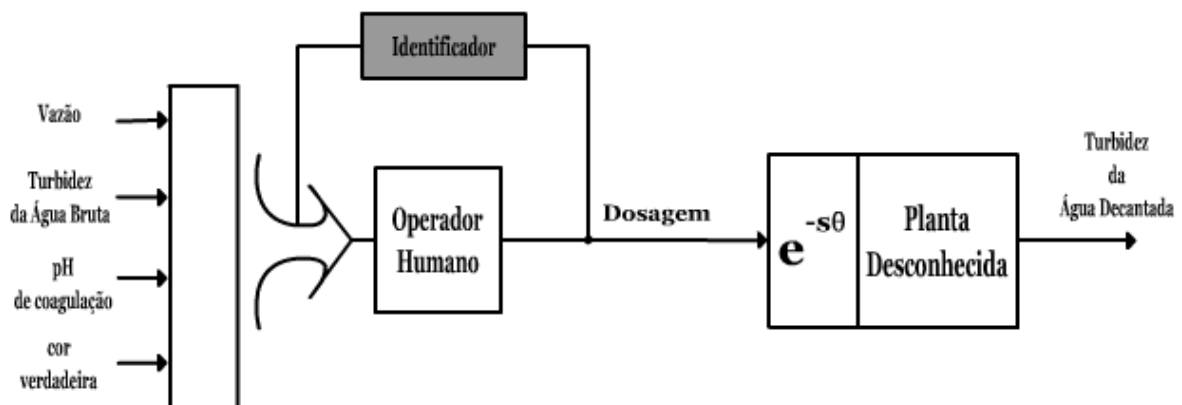 Identificador
Vazão
Turbidez
da Água Bruta
pH
de coagulação
cor
verdadeira
Operador
Humano
Dosagem
e^-sθ
Planta
Desconhecida
Turbidez
da
Água Decantada